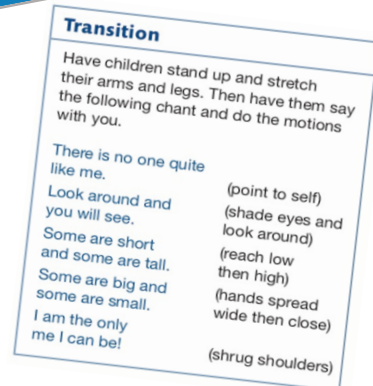 Transition
Have children stand up and stretch
their arms and legs. Then have them say
the following chant and do the motions
with you.
There is no one quite
like me. (point to self)
Look around and (shade eyes and
you will see. look around)
Some are short (reach low
and some are tall. then high)
Some are big and (hands spread
some are small. wide then close)
I am the only
me I can be! (shrug shoulders)